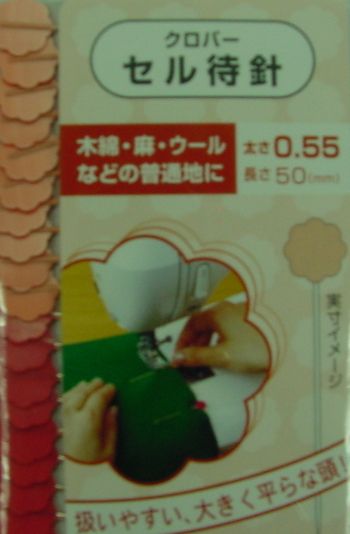 クロバー
セル待針
木綿・麻・ウール
などの普通地に
太さ0.55
長さ50(mm)
実寸イメージ
扱いやすい、大きく平らな頭!